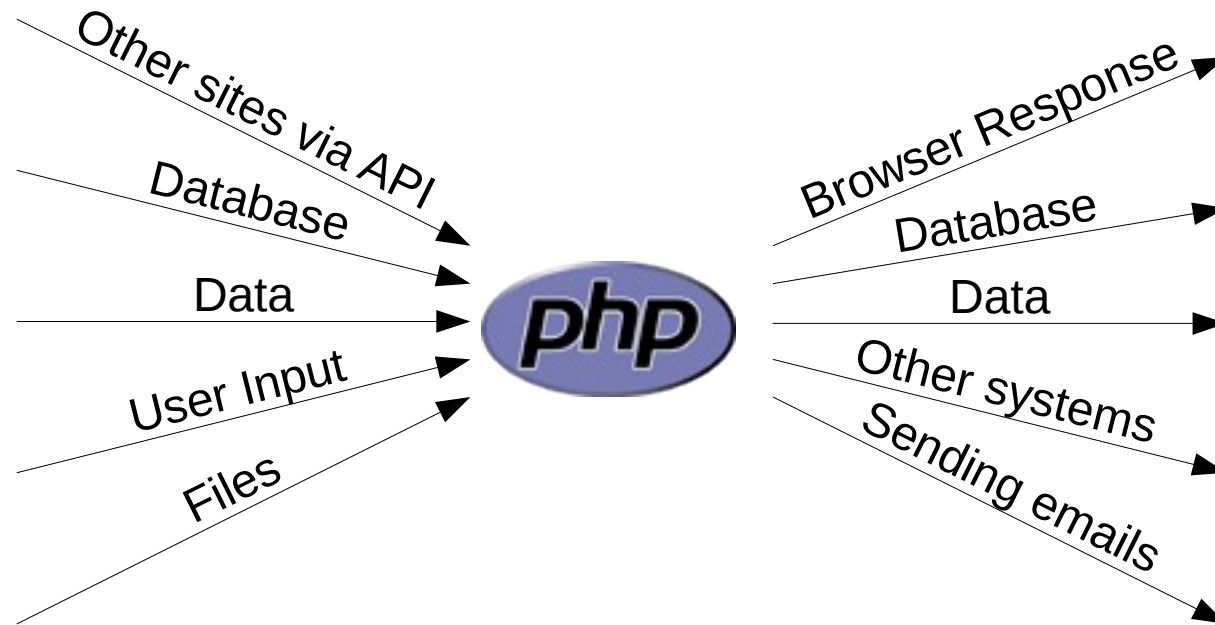 Other sites via API
Database
Data
User Input
Files
php
Browser Response
Database
Data
Other systems
Sending emails